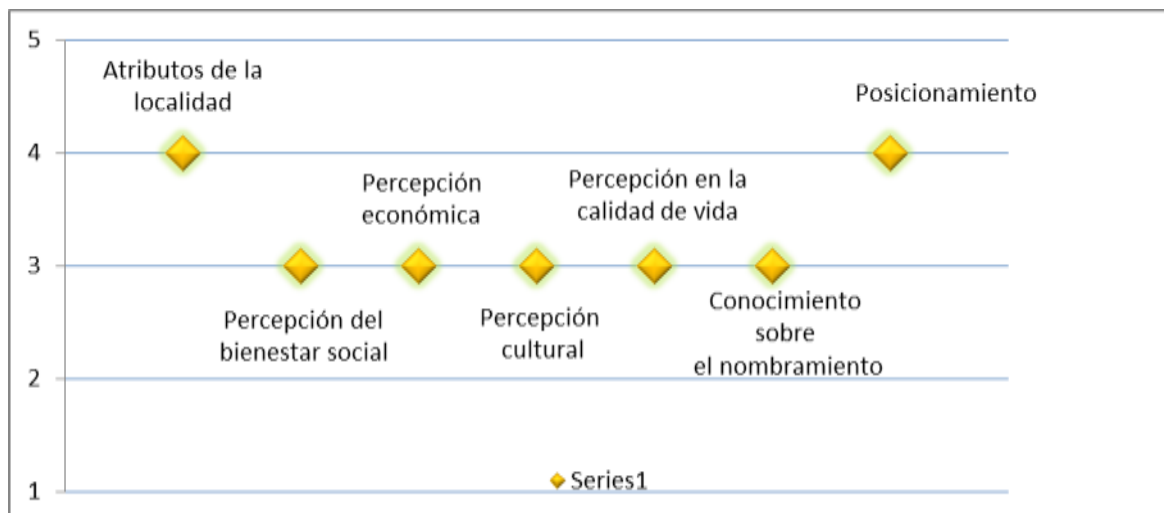 5
Atributos de la
localidad
Posicionamiento
4
Percepción
económica
Percepción en la
calidad de vida
3
Percepción del
bienestar social
Percepción
cultural
Conocimiento
sobre
el nombramiento
2
Series1
1